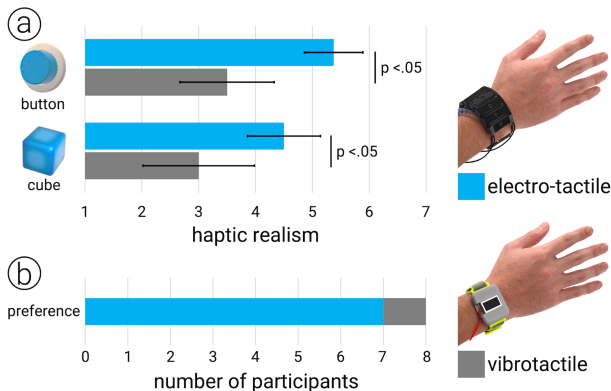 a
button
p <.05
cube
p <.05
1 2 3 4 5 6 7
haptic realism
electro-tactile
b
preference
0 1 2 3 4 5 6 7 8
number of participants
vibrotactile